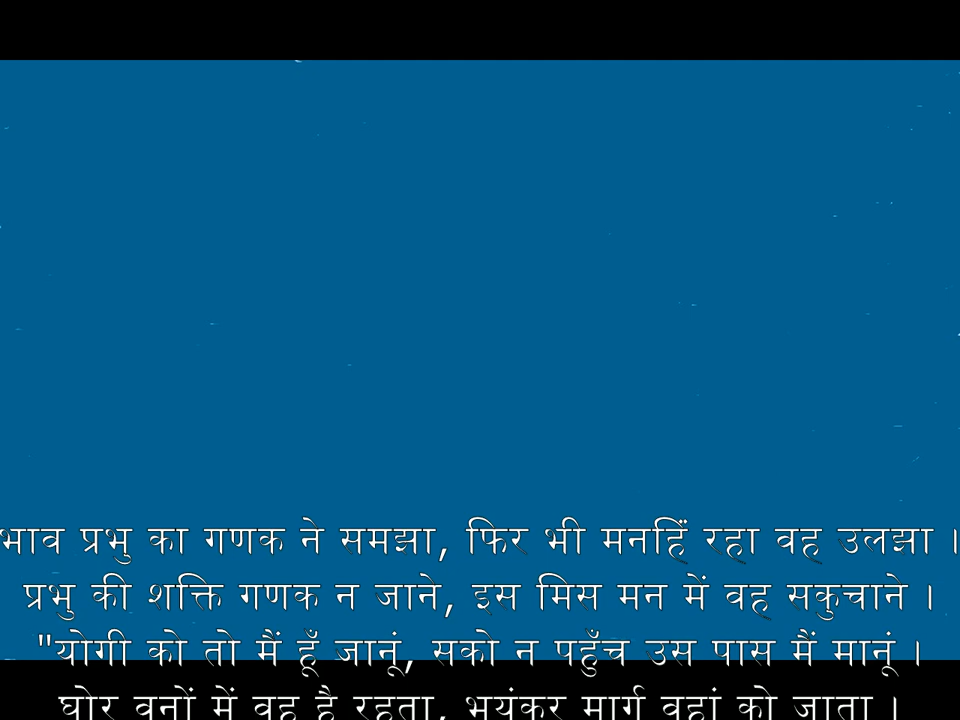 भाव प्रभु का गणक ने समझा, फिर भी मनहिं रहा वह उलझा ।
प्रभु की शक्ति गणक न जाने, इस मिस मन में वह सकुचाने ।
"योगी को तो मैं हूँ जानूं, सको न पहुँच उस पास मैं मानूं ।
घोर वनों में वह है रहता, भयंकर मार्ग वहां को जाता ।